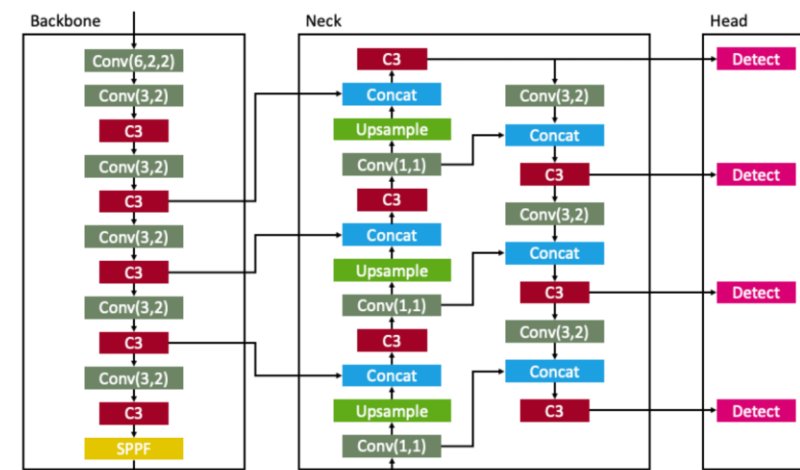 Backbone
Conv(6,2,2)
Conv(3,2)
C3
Conv(3,2)
C3
Conv(3,2)
C3
Conv(3,2)
C3
Conv(3,2)
C3
SPPF
Neck
C3
Concat
Upsample
Conv(1,1)
C3
Concat
Upsample
Conv(1,1)
C3
Concat
Upsample
Conv(1,1)
Conv(3,2)
Concat
C3
Conv(3,2)
Concat
C3
Conv(3,2)
Concat
C3
Head
Detect
Detect
Detect
Detect